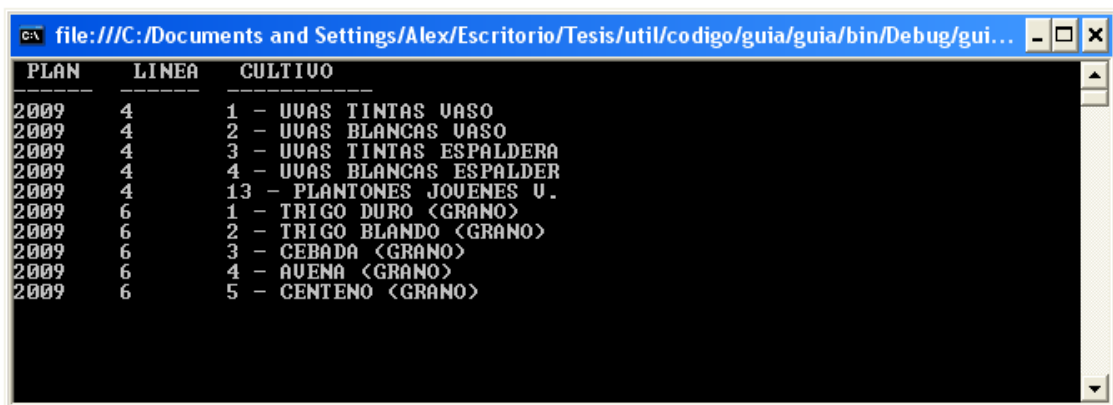 file:///C:/Documents and Settings/Alex/Escritorio/Tesis/util/codigo/guia/guia/bin/Debug/gui...
PLAN LINEA CULTIVO
------ ------ -----------
2009 4 1 - UVAS TINTAS VASO
2009 4 2 - UVAS BLANCAS VASO
2009 4 3 - UVAS TINTAS ESPALDERA
2009 4 4 - UVAS BLANCAS ESPALDER
2009 4 13 - PLANTONES JOVENES V.
2009 6 1 - TRIGO DURO (GRANO)
2009 6 2 - TRIGO BLANDO (GRANO)
2009 6 3 - CEBADA (GRANO)
2009 6 4 - AVENA (GRANO)
2009 6 5 - CENTENO (GRANO)